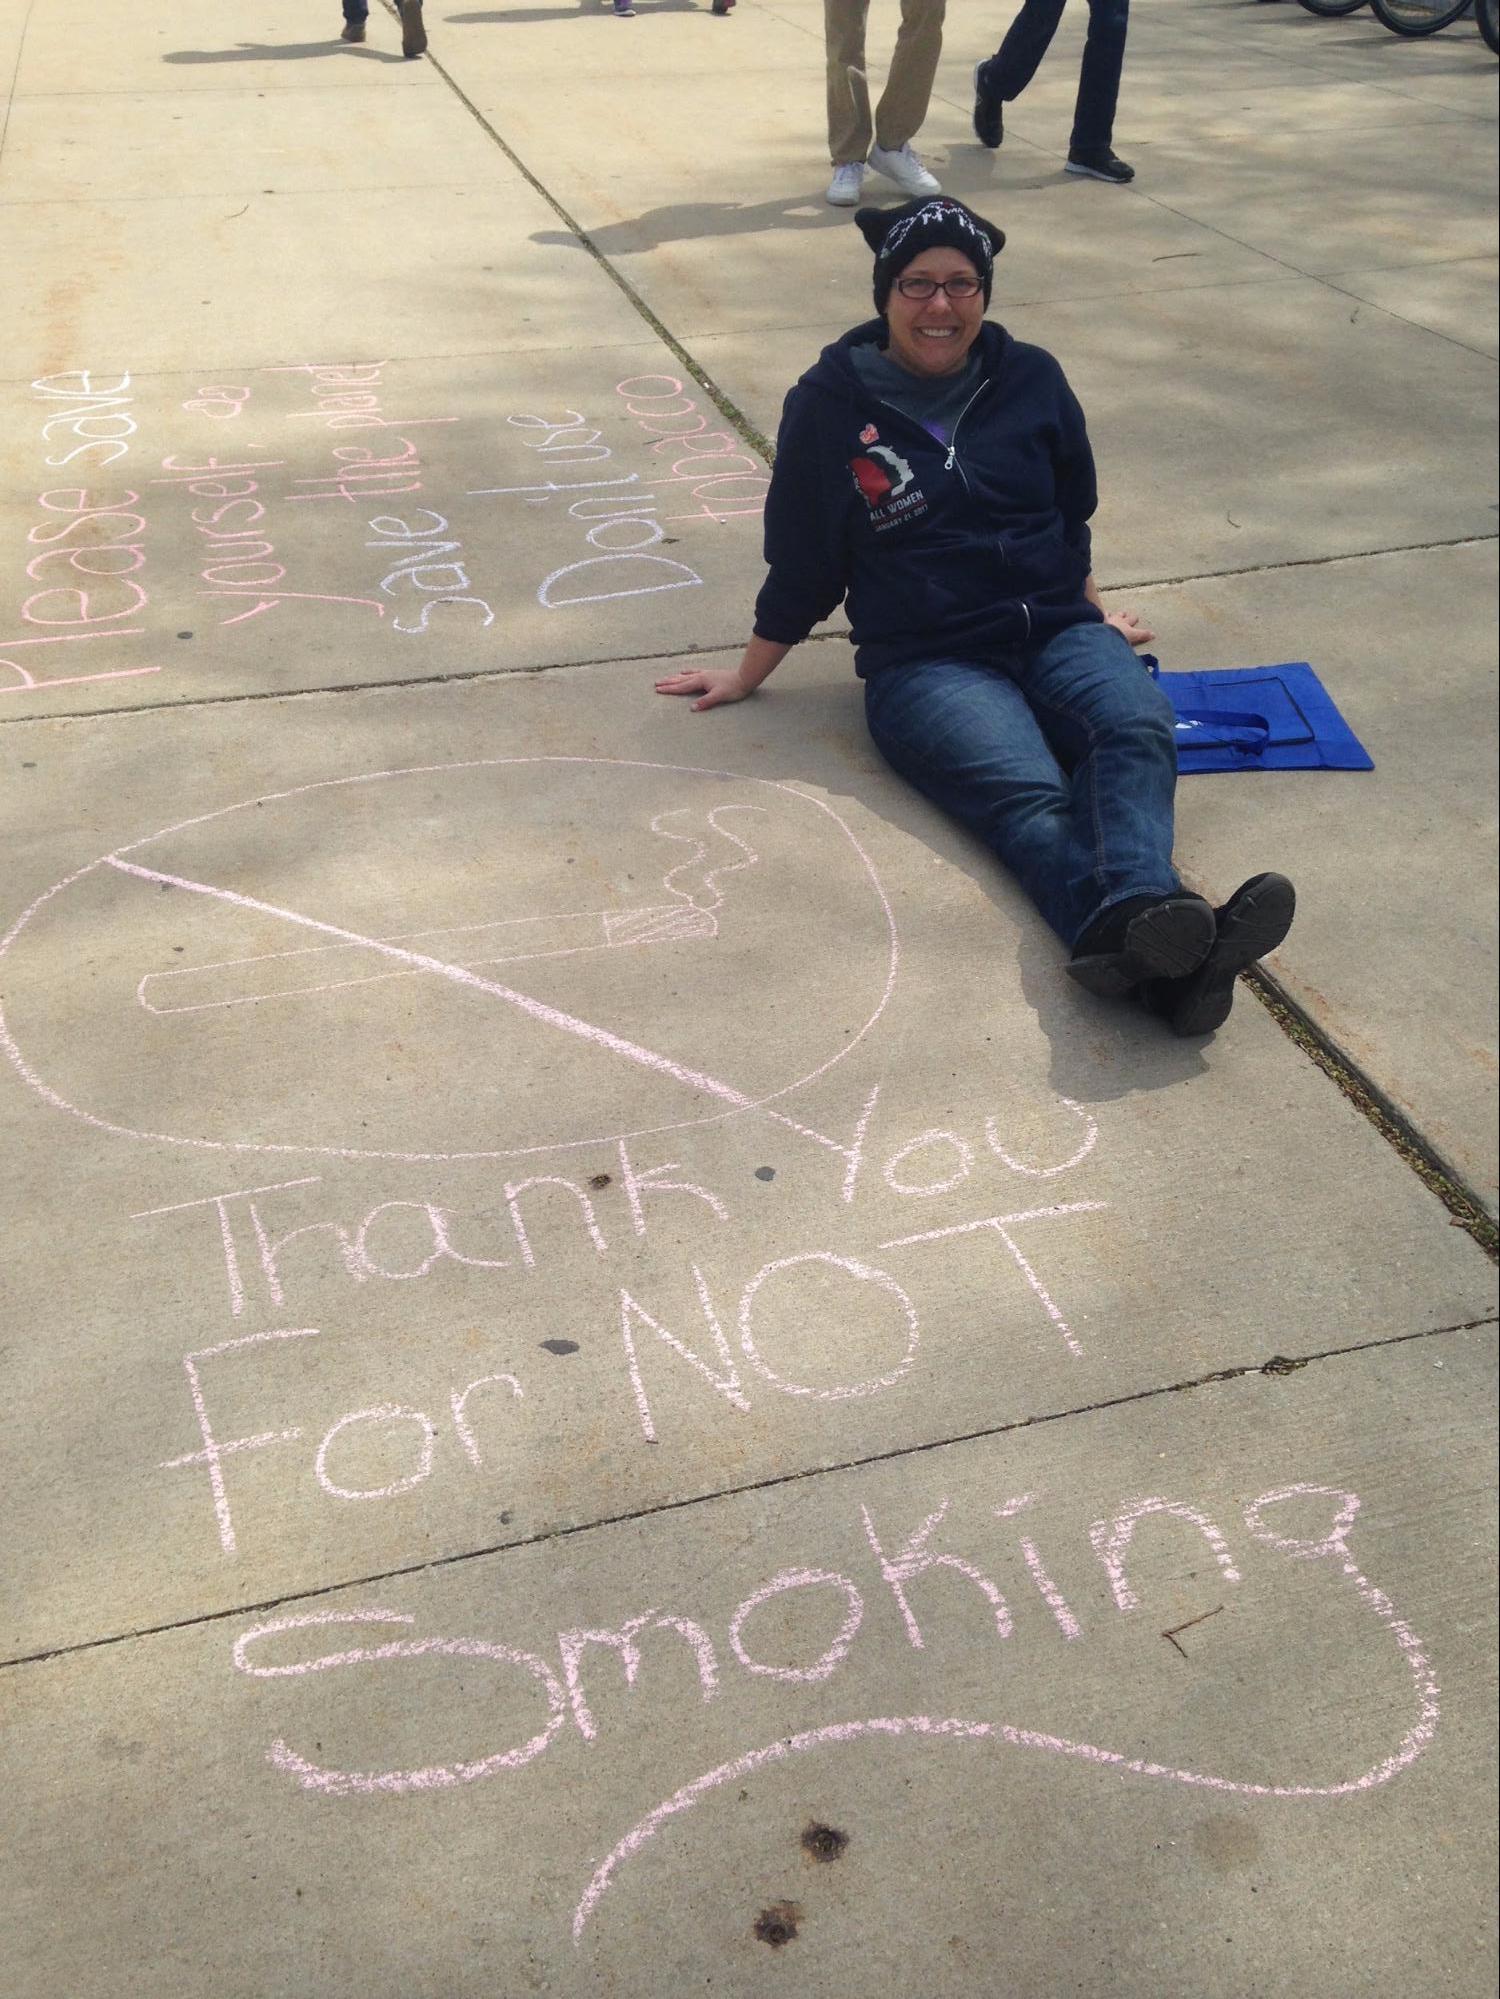 Please save
yourself, &
save the planet
Don't use
tobacco
ALL WOMEN
JANUARY 21, 2017
Thank You
For NOT
Smoking